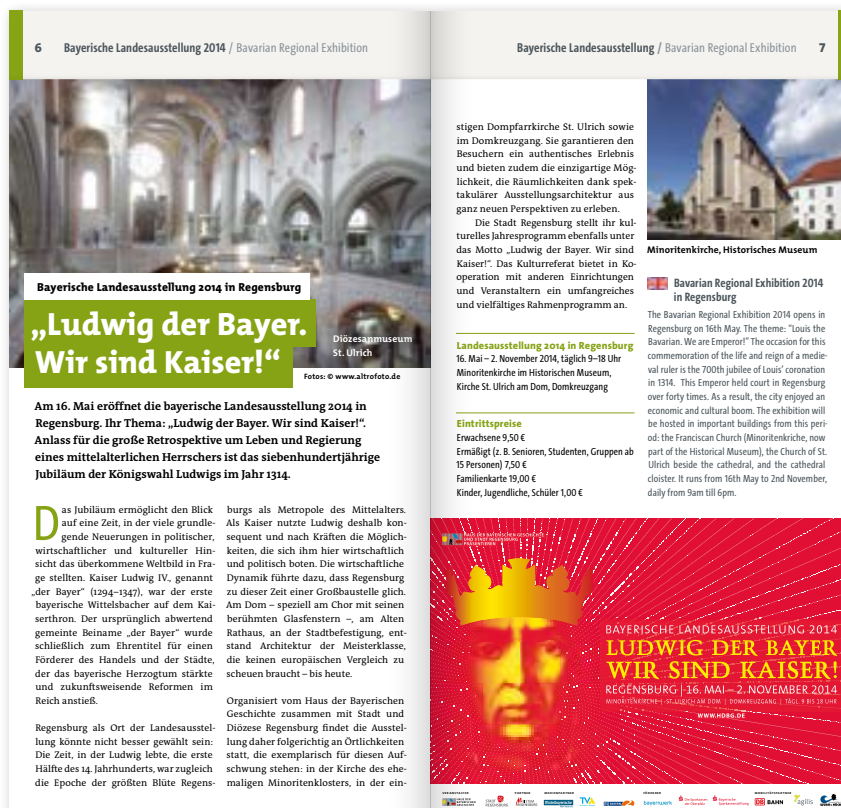 6 Bayerische Landesausstellung 2014 / Bavarian Regional Exhibition
Diözesanmuseum
St. Ulrich
Bayerische Landesausstellung 2014 in Regensburg
„Ludwig der Bayer.
Wir sind Kaiser!“
Fotos: © www.altrofoto.de
Am 16. Mai eröffnet die bayerische Landesausstellung 2014 in
Regensburg. Ihr Thema: „Ludwig der Bayer. Wir sind Kaiser!“.
Anlass für die große Retrospektive um Leben und Regierung
eines mittelalterlichen Herrschers ist das siebenhundertjährige
Jubiläum der Königswahl Ludwigs im Jahr 1314.
Das Jubiläum ermöglicht den Blick
auf eine Zeit, in der viele grundle-
gende Neuerungen in politischer,
wirtschaftlicher und kultureller Hin-
sicht das überkommene Weltbild in Fra-
ge stellten. Kaiser Ludwig IV., genannt
„der Bayer“ (1294–1347), war der erste
bayerische Wittelsbacher auf dem Kai-
serthron. Der ursprünglich abwertend
gemeinte Beiname „der Bayer“ wurde
schließlich zum Ehrentitel für einen
Förderer des Handels und der Städte,
der das bayerische Herzogtum stärkte
und zukunftsweisende Reformen im
Reich anstieß.
Regensburg als Ort der Landesausstel-
lung könnte nicht besser gewählt sein:
Die Zeit, in der Ludwig lebte, die erste
Hälfte des 14. Jahrhunderts, war zugleich
die Epoche der größten Blüte Regens-
burgs als Metropole des Mittelalters.
Als Kaiser nutzte Ludwig deshalb kon-
sequent und nach Kräften die Möglich-
keiten, die sich ihm hier wirtschaftlich
und politisch boten. Die wirtschaftliche
Dynamik führte dazu, dass Regensburg
zu dieser Zeit einer Großbaustelle glich.
Am Dom – speziell am Chor mit seinen
berühmten Glasfenstern –, am Alten
Rathaus, an der Stadtbefestigung, ent-
stand Architektur der Meisterklasse,
die keinen europäischen Vergleich zu
scheuen braucht – bis heute.
Organisiert vom Haus der Bayerischen
Geschichte zusammen mit Stadt und
Diözese Regensburg findet die Ausstel-
lung daher folgerichtig an Örtlichkeiten
statt, die exemplarisch für diesen Auf-
schwung stehen: in der Kirche des ehe-
maligen Minoritenklosters, in der ein-
Bayerische Landesausstellung / Bavarian Regional Exhibition 7
stigen Dompfarrkirche St. Ulrich sowie
im Domkreuzgang. Sie garantieren den
Besuchern ein authentisches Erlebnis
und bieten zudem die einzigartige Mög-
lichkeit, die Räumlichkeiten dank spek-
takulärer Ausstellungsarchitektur aus
ganz neuen Perspektiven zu erleben.
Die Stadt Regensburg stellt ihr kul-
turelles Jahresprogramm ebenfalls unter
das Motto „Ludwig der Bayer. Wir sind
Kaiser!“. Das Kulturreferat bietet in Ko-
operation mit anderen Einrichtungen
und Veranstaltern ein umfangreiches
und vielfältiges Rahmenprogramm an.
Landesausstellung 2014 in Regensburg
16. Mai – 2. November 2014, täglich 9–18 Uhr
Minoritenkirche im Historischen Museum,
Kirche St. Ulrich am Dom, Domkreuzgang
Eintrittspreise
Erwachsene 9,50 €
Ermäßigt (z. B. Senioren, Studenten, Gruppen ab
15 Personen) 7,50 €
Familienkarte 19,00 €
Kinder, Jugendliche, Schüler 1,00 €
Minoritenkirche, Historisches Museum
Bavarian Regional Exhibition 2014
in Regensburg
The Bavarian Regional Exhibition 2014 opens in
Regensburg on 16th May. The theme: “Louis the
Bavarian. We are Emperor!” The occasion for this
commemoration of the life and reign of a medie-
val ruler is the 700th jubilee of Louis’ coronation
in 1314. This Emperor held court in Regensburg
over forty times. As a result, the city enjoyed an
economic and cultural boom. The exhibition will
be hosted in important buildings from this peri-
od: the Franciscan Church (Minoritenkriche, now
part of the Historical Museum), the Church of St.
Ulrich beside the cathedral, and the cathedral
cloister. It runs from 16th May to 2nd November,
daily from 9am till 6pm.
HAUS DER BAYERISCHEN GESCHICHTE
UND STADT REGENSBURG
PRÄSENTIEREN
BAYERISCHE LANDESAUSSTELLUNG 2014
LUDWIG DER BAYER
WIR SIND KAISER!
REGENSBURG | 16. MAI – 2. NOVEMBER 2014
MINORITENKIRCHE | ST. ULRICH AM DOM | DOMKREUZGANG | TÄGL. 9 BIS 18 UHR
WWW.HDBG.DE
VERANSTALTER PARTNER MEDIENPARTNER FÖRDERER MOBILITÄTSPARTNER
TVA bayernwerk DB BAHN agilis